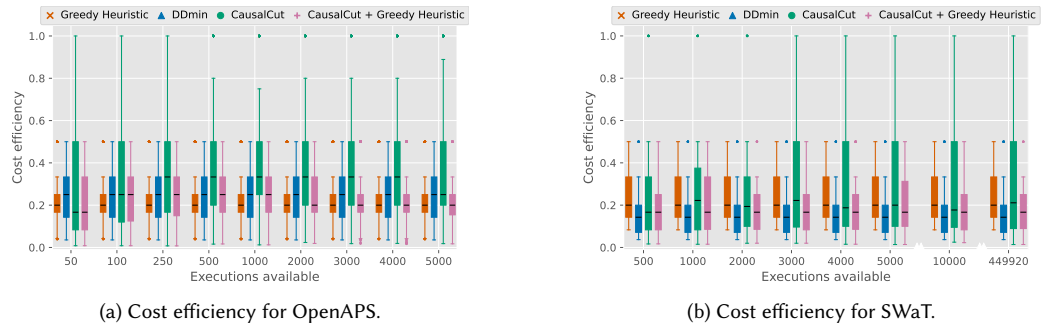 Greedy Heuristic DDmin CausalCut CausalCut + Greedy Heuristic
1.0
0.8
0.6
0.4
0.2
0.0
Cost efficiency
50 100 250 500 1000 2000 3000 4000 5000
Executions available
(a) Cost efficiency for OpenAPS.
Greedy Heuristic DDmin CausalCut CausalCut + Greedy Heuristic
1.0
0.8
0.6
0.4
0.2
0.0
Cost efficiency
500 1000 2000 3000 4000 5000 10000 449920
Executions available
(b) Cost efficiency for SWaT.